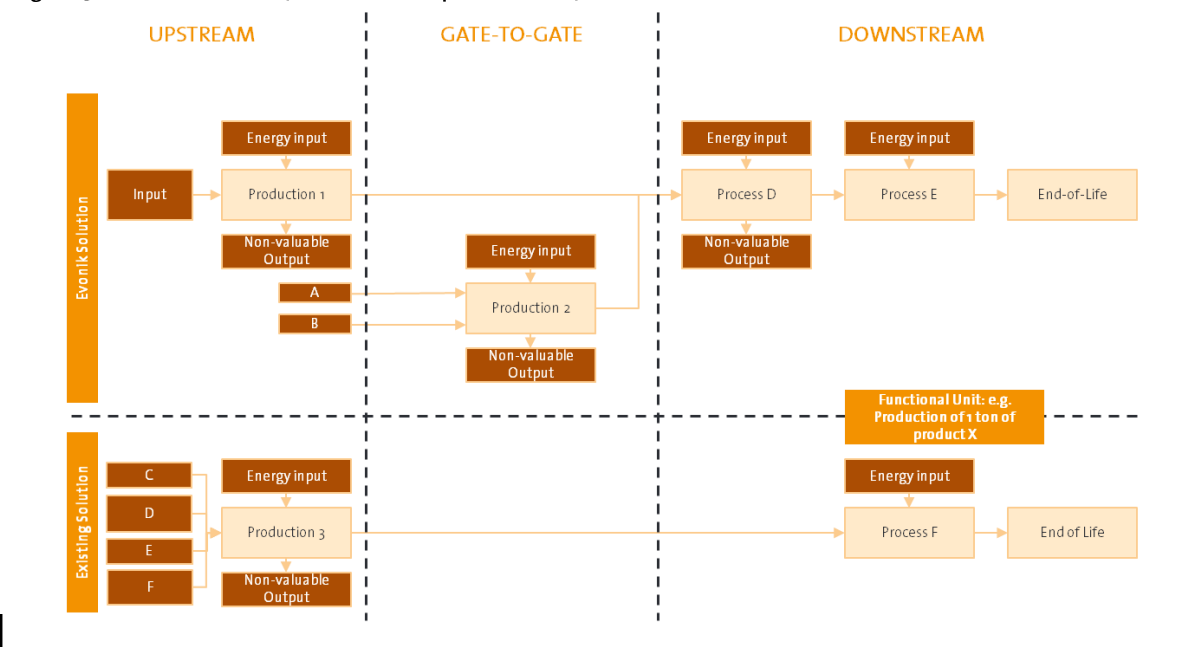 UPSTREAM
GATE-TO-GATE
DOWNSTREAM
Evonik Solution
Energy input
Energy input
Energy input
Input
Production 1
Process D
Process E
End-of-Life
Non-valuable
Output
Energy input
Non-valuable
Output
A
B
Production 2
Non-valuable
Output
Functional Unit: e.g.
Production of 1 ton of
product X
Existing Solution
C
D
E
F
Energy input
Production 3
Non-valuable
Output
Energy input
Process F
End of Life